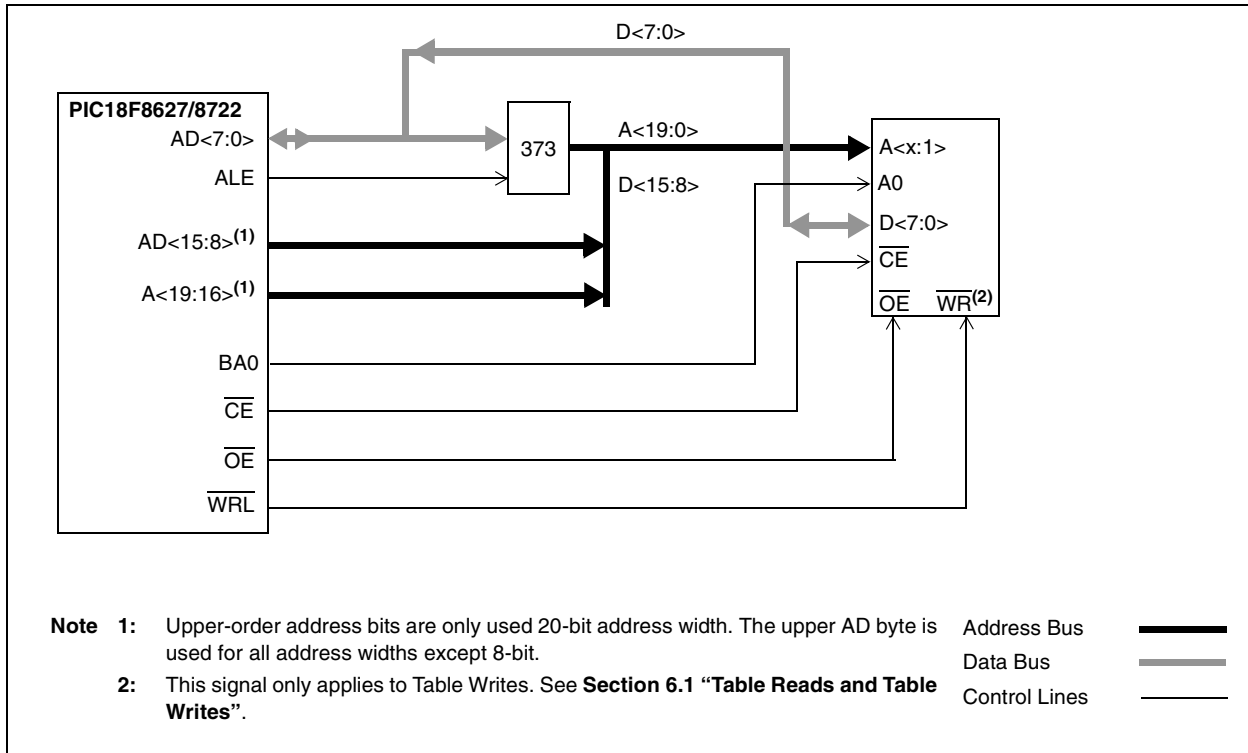 D<7:0>
PIC18F8627/8722
AD<7:0>
373
A<19:0>
A<x:1>
ALE
D<15:8>
A0
AD<15:8>(1)
D<7:0>
CE
A<19:16>(1)
OE WR(2)
BA0
CE
OE
WRL
Note 1: Upper-order address bits are only used 20-bit address width. The upper AD byte is
used for all address widths except 8-bit.
2: This signal only applies to Table Writes. See Section 6.1 “Table Reads and Table
Writes”.
Address Bus
Data Bus
Control Lines